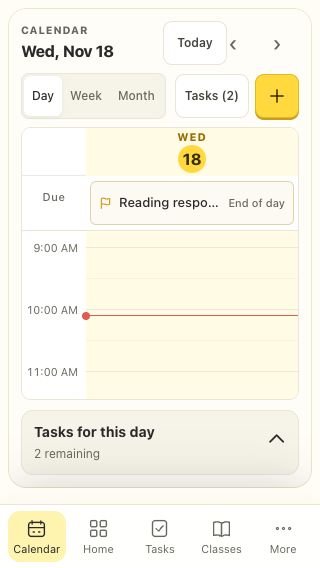 CALENDAR
Wed, Nov 18
Today
Day Week Month
Tasks (2)
WED
18
Due
Reading respo... End of day
9:00 AM
10:00 AM
11:00 AM
Tasks for this day
2 remaining
Calendar Home Tasks Classes More